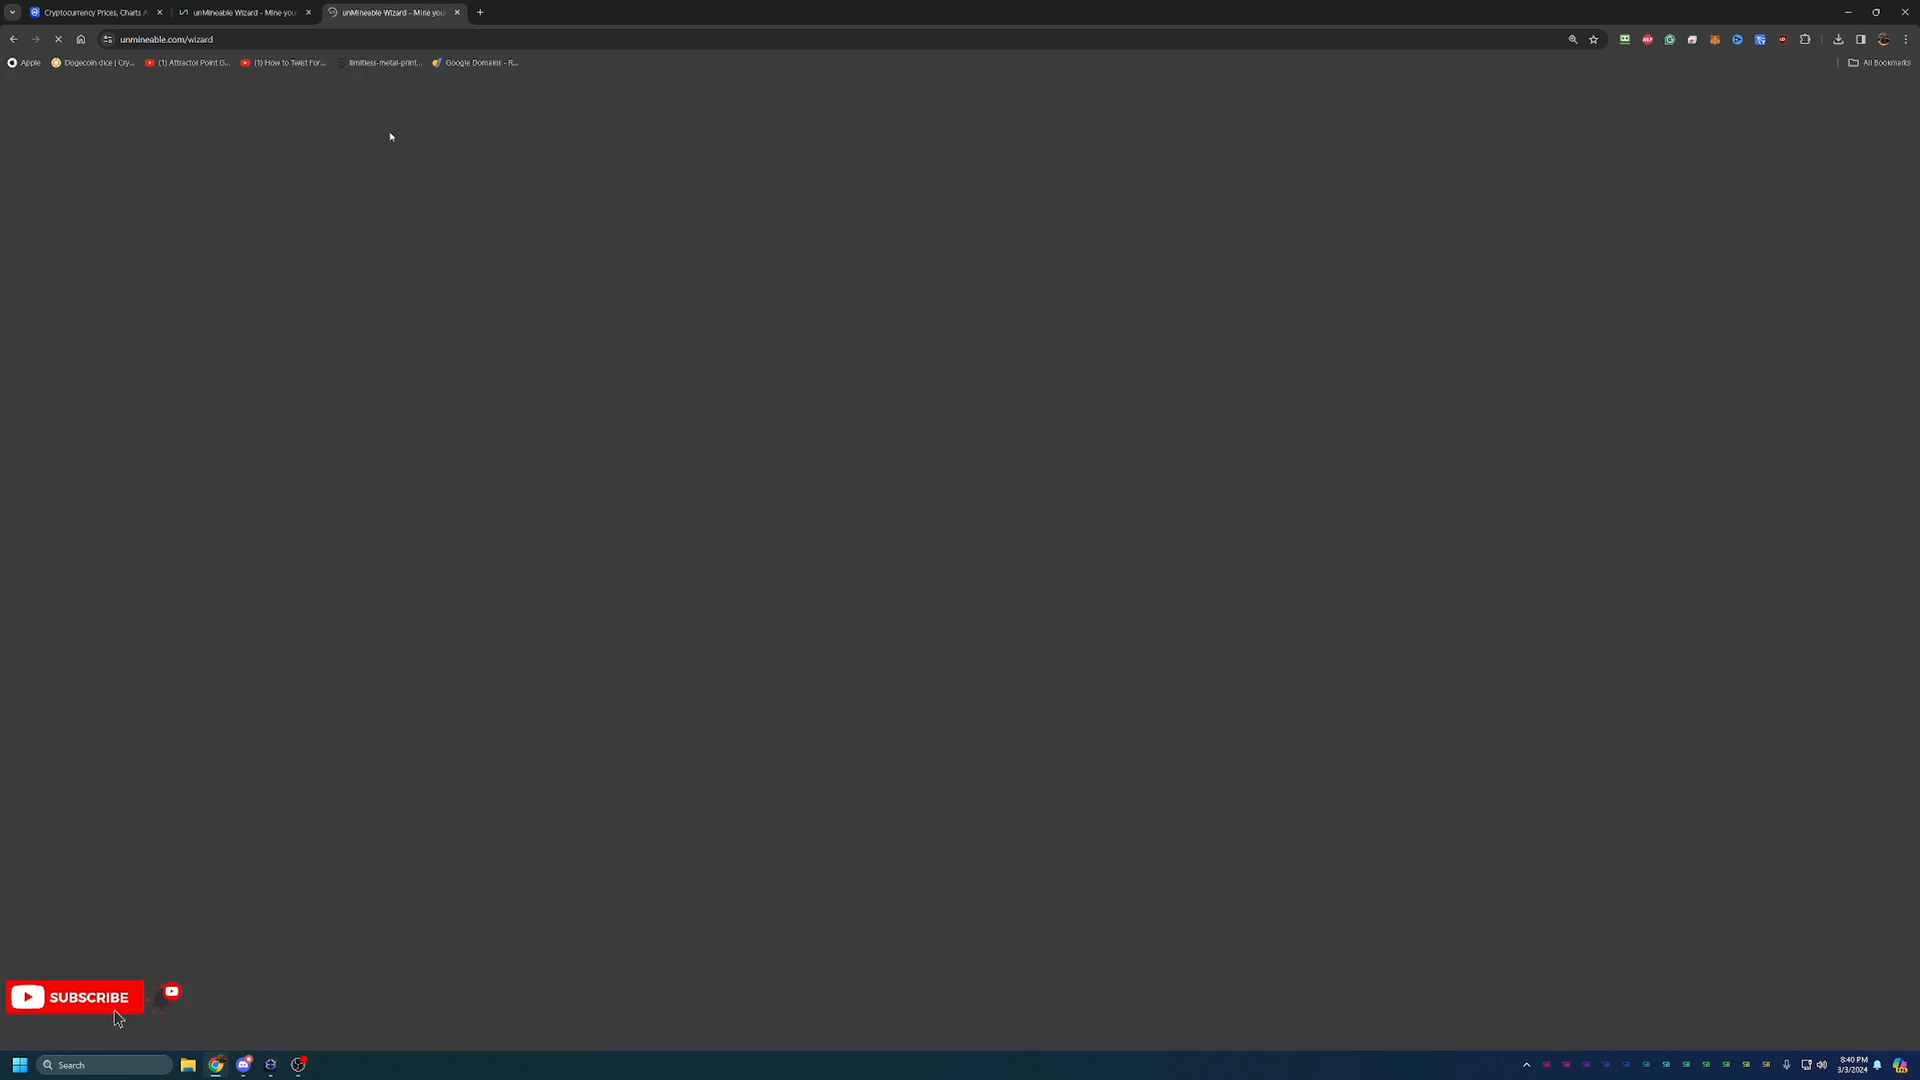 Cryptocurrency Prices, Charts A
unMineable Wizard - Mine you
unMineable Wizard - Mine you
unmineable.com/wizard
Apple
Dogecoin dice | Cry...
(1) Attractor Point G...
(1) How to Twist For...
limitless-metal-print...
Google Domains - R...
All Bookmarks
SUBSCRIBE
Search
8:40 PM
3/3/2024